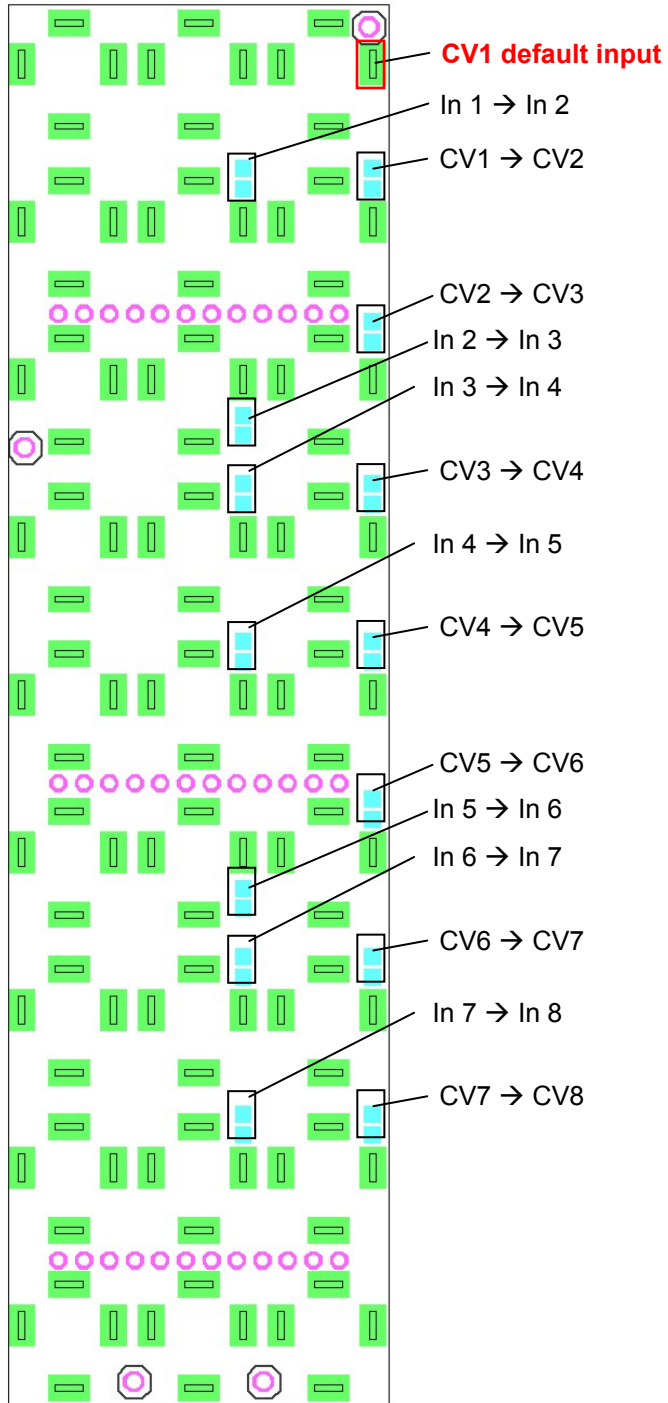 CV1 default input
In 1 → In 2
CV1 → CV2
CV2 → CV3
In 2 → In 3
In 3 → In 4
CV3 → CV4
In 4 → In 5
CV4 → CV5
CV5 → CV6
In 5 → In 6
In 6 → In 7
CV6 → CV7
In 7 → In 8
CV7 → CV8